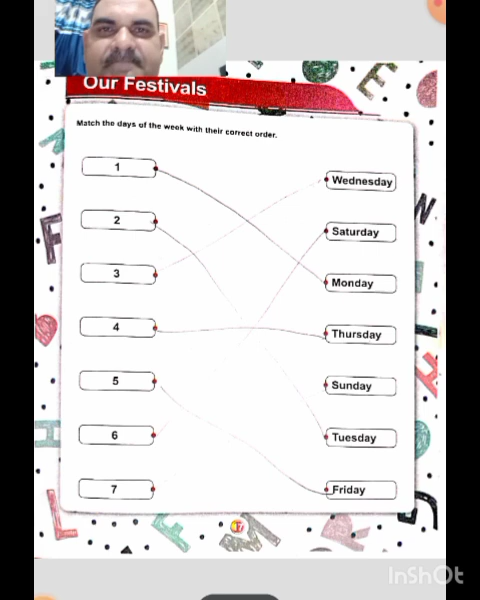 Our Festivals
Match the days of the week with their correct order.
1
Wednesday
2
Saturday
3
Monday
4
Thursday
5
Sunday
6
Tuesday
7
Friday
17
InShOt